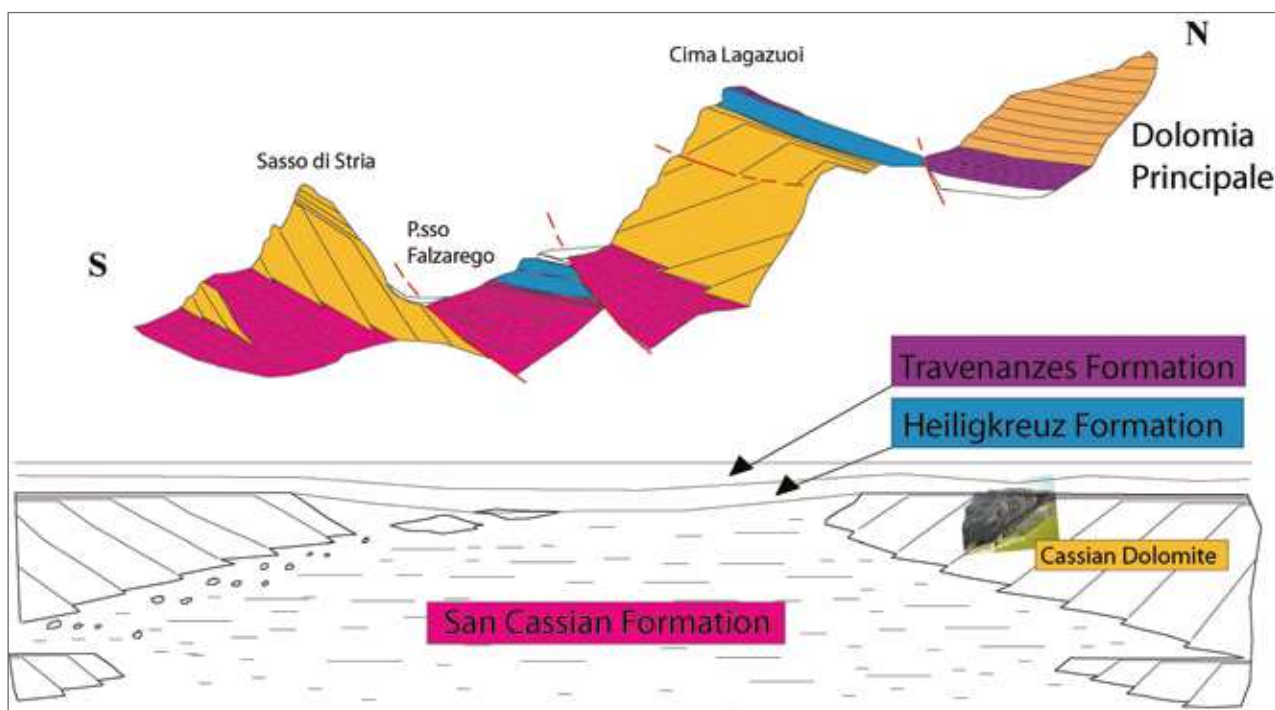 N
Cima Lagazuoi
Dolomia
Principale
Sasso di Stria
P.sso
Falzarego
S
Travenanzes Formation
Heiligkreuz Formation
Cassian Dolomite
San Cassian Formation